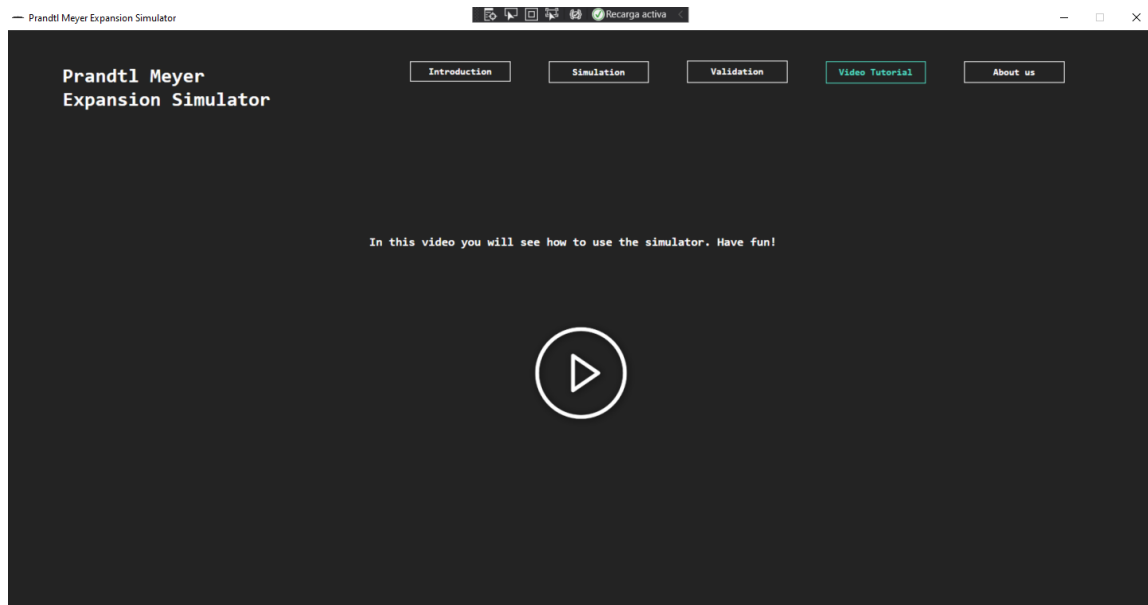 Prandtl Meyer Expansion Simulator
Recarga activa
Prandtl Meyer
Expansion Simulator
Introduction
Simulation
Validation
Video Tutorial
About us
In this video you will see how to use the simulator. Have fun!